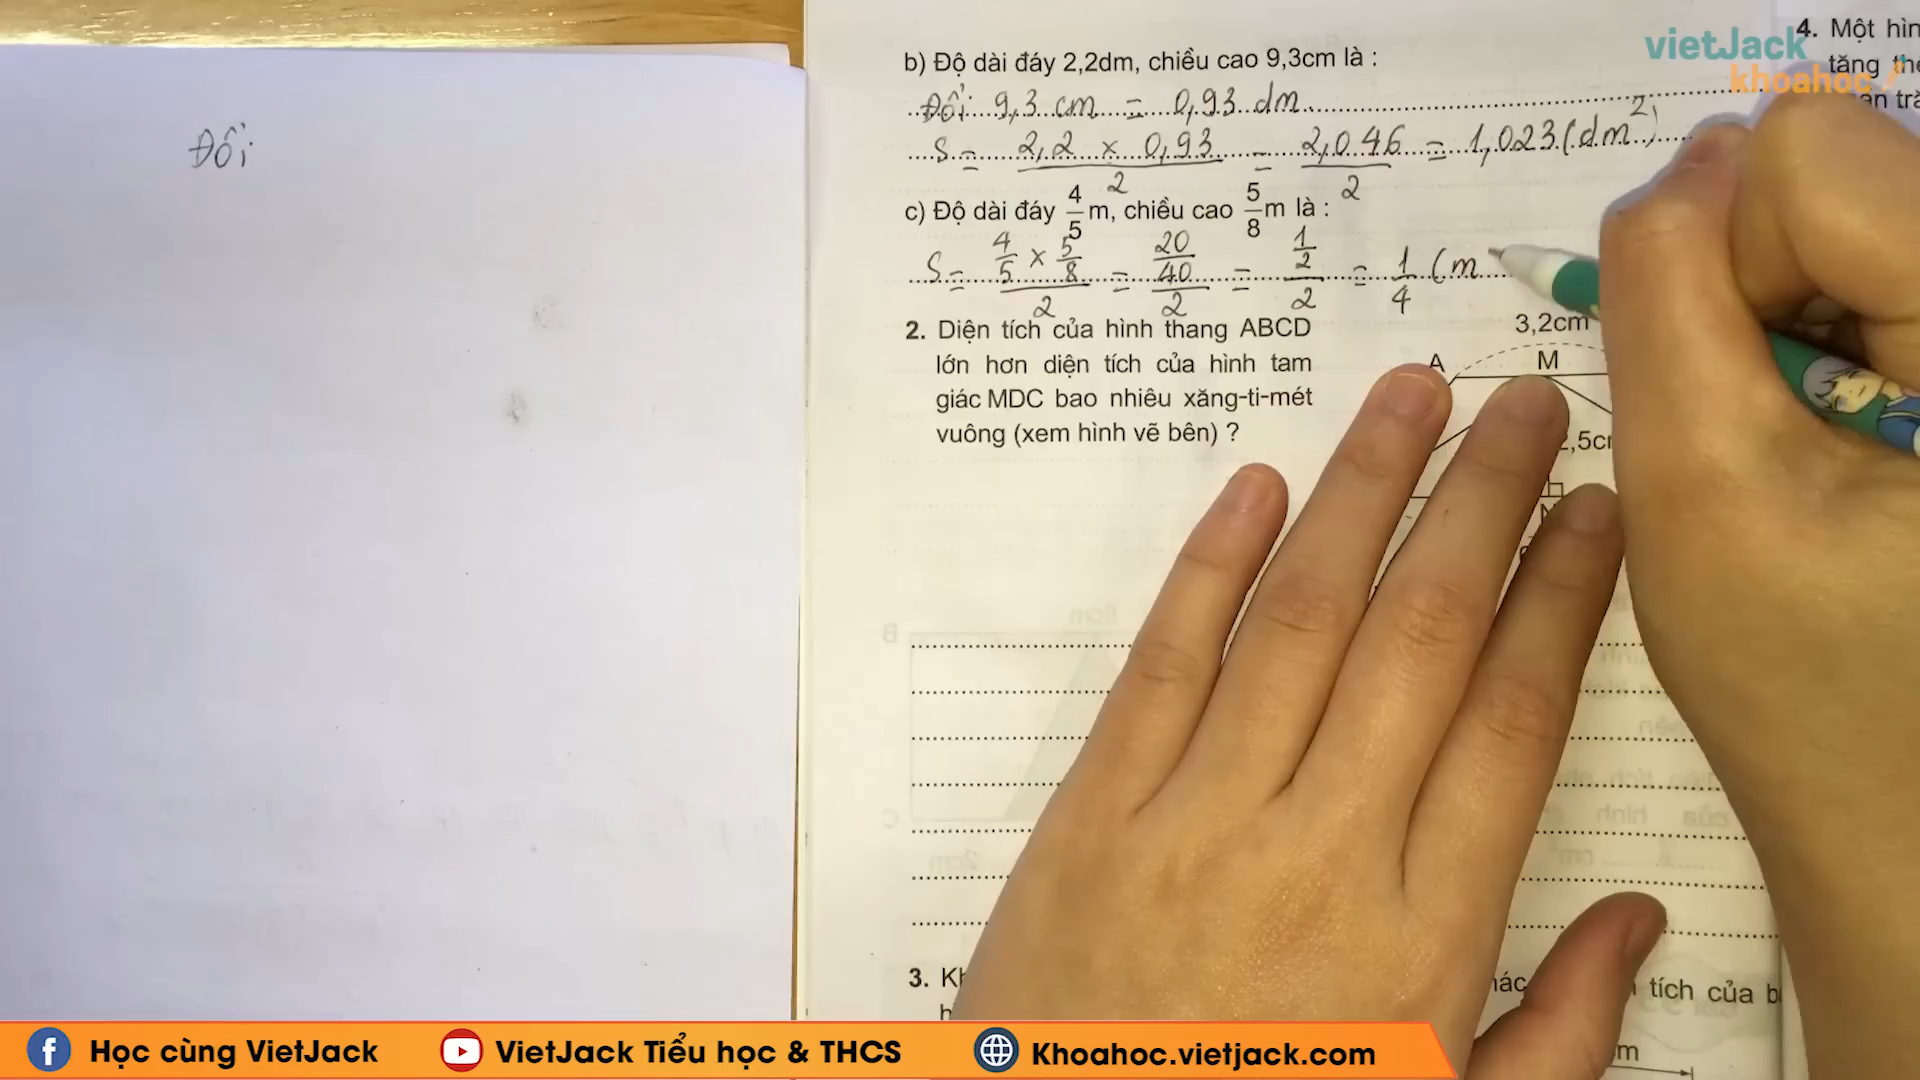 Đổi
b) Độ dài đáy 2,2dm, chiều cao 9,3cm là :
Đổi: 9,3 cm = 0,93 dm
S = 2,2 x 0,93 / 2 = 2,046 / 2 = 1,023 (dm²)
c) Độ dài đáy 4/5 m, chiều cao 5/8 m là :
S = 4/5 x 5/8 / 2 = 20/40 / 2 = 1/2 / 2 = 1/4 (m
2. Diện tích của hình thang ABCD
lớn hơn diện tích của hình tam
giác MDC bao nhiêu xăng-ti-mét
vuông (xem hình vẽ bên) ?
3,2cm
A M
3.
tích của
4. Một
tăng
vietJack
khoahoc
Học cùng VietJack
VietJack Tiểu học & THCS
Khoahoc.vietjack.com